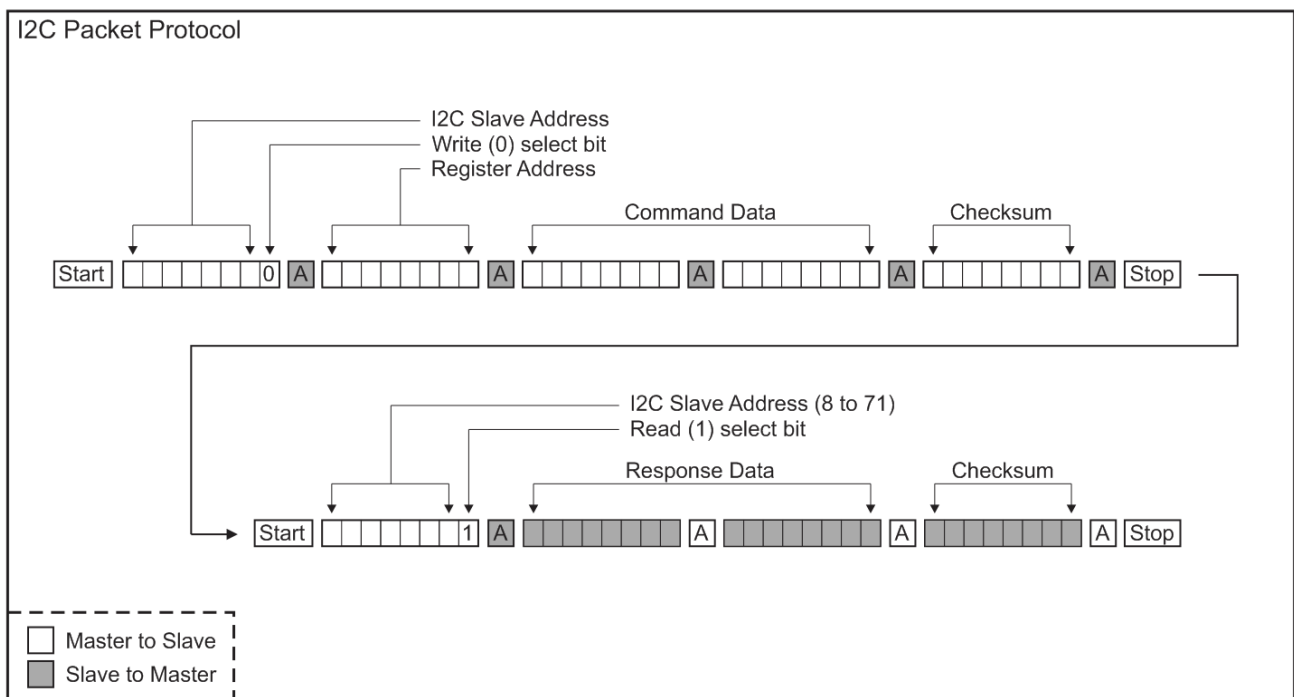 I2C Packet Protocol
I2C Slave Address
Write (0) select bit
Register Address
Command Data Checksum
Start 0 A A A A A Stop
I2C Slave Address (8 to 71)
Read (1) select bit
Response Data Checksum
Start 1 A A A A Stop
Master to Slave
Slave to Master